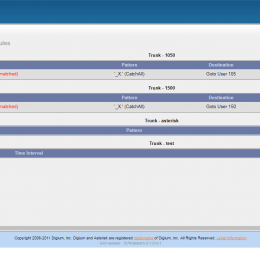 ules
Trunk - 1050
Pattern Destination
matched) '_X.' (CatchAll) Goto User 105
Trunk - 1500
Pattern Destination
matched) '_X.' (CatchAll) Goto User 150
Trunk - asterisk
Pattern
Trunk - test
Time Interval
Copyright 2006-2011 Digium, Inc. Digium and Asterisk are registered trademarks of Digium, Inc. All Rights Reserved. Legal Information